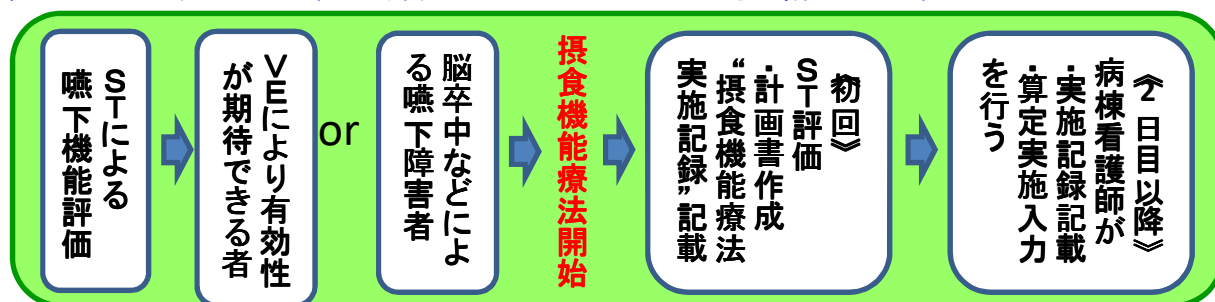 STによる
嚥下機能評価
VEにより有効性
が期待できる者
or
脳卒中などによ
る嚥下障害者
摂食機能療法開始
《初回》
ST評価
・計画書作成
“摂食機能療法
実施記録”記載
《2日目以降》
病棟看護師が
・実施記録記載
・算定実施入力
を行う